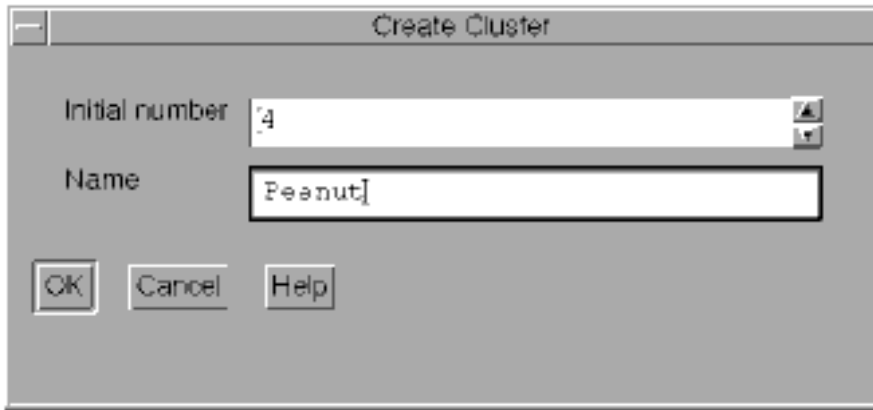 Create Cluster
Initial number 4
Name Peanut
OK Cancel Help